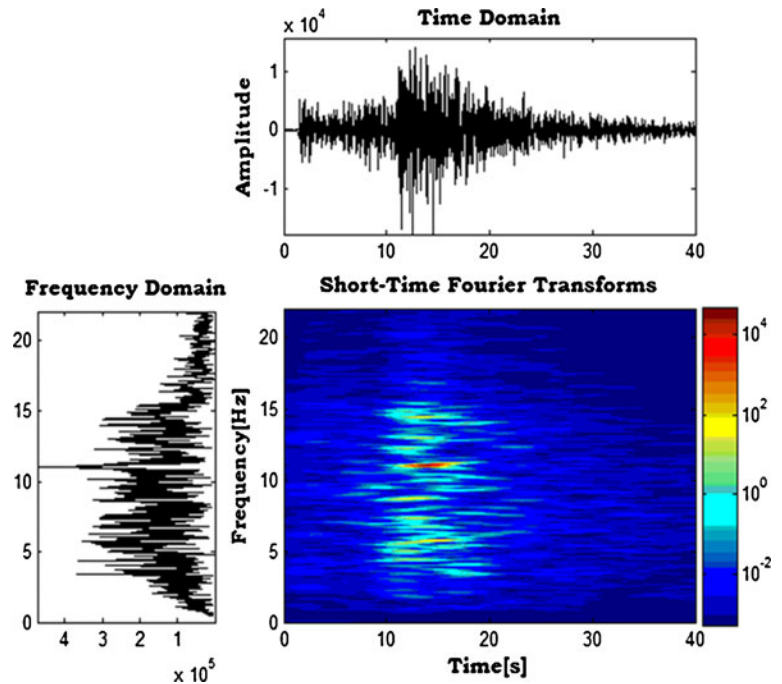 Time Domain
x 10^4
Amplitude
1
0
-1
0 10 20 30 40
Frequency Domain
20
15
10
5
0
4 3 2 1
x 10^5
Short-Time Fourier Transforms
Frequency[Hz]
20
15
10
5
0
0 10 20 30 40
Time[s]
10^4
10^2
10^0
10^-2